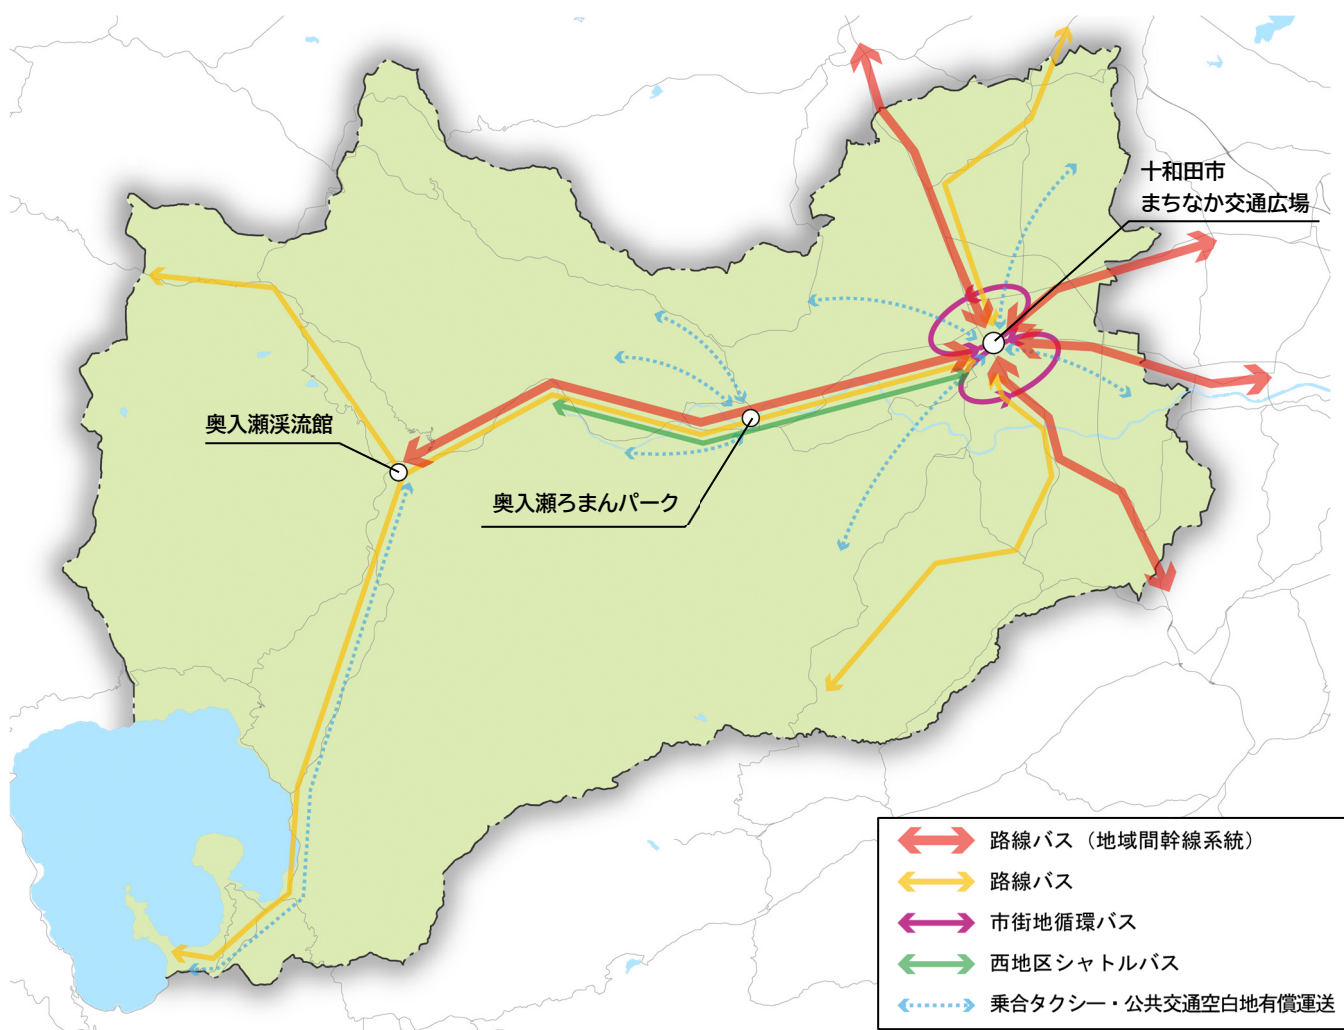 十和田市
まちなか交通広場
奥入瀬渓流館
奥入瀬ろまんパーク
路線バス（地域間幹線系統）
路線バス
市街地循環バス
西地区シャトルバス
乗合タクシー・公共交通空白地有償運送